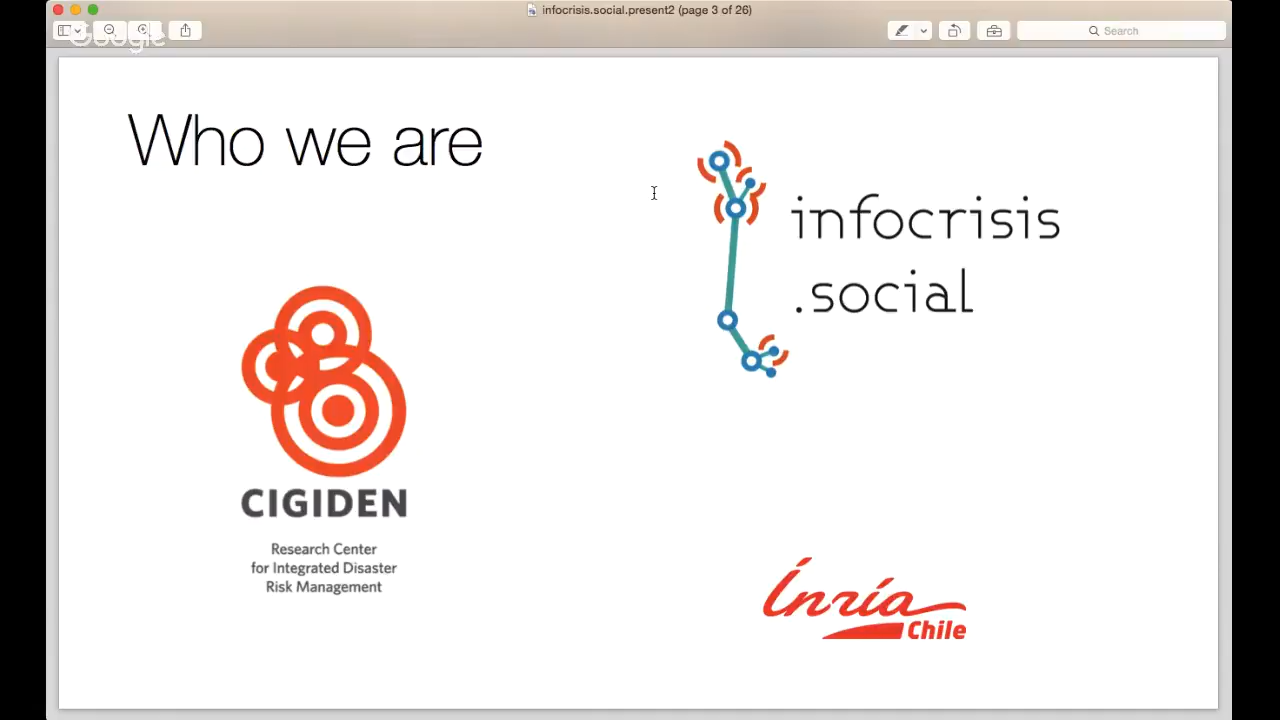 infocrisis.social.present2 (page 3 of 26)
Google
Search
Who we are
infocrisis
.social
CIGIDEN
Research Center
for Integrated Disaster
Risk Management
Inria
Chile